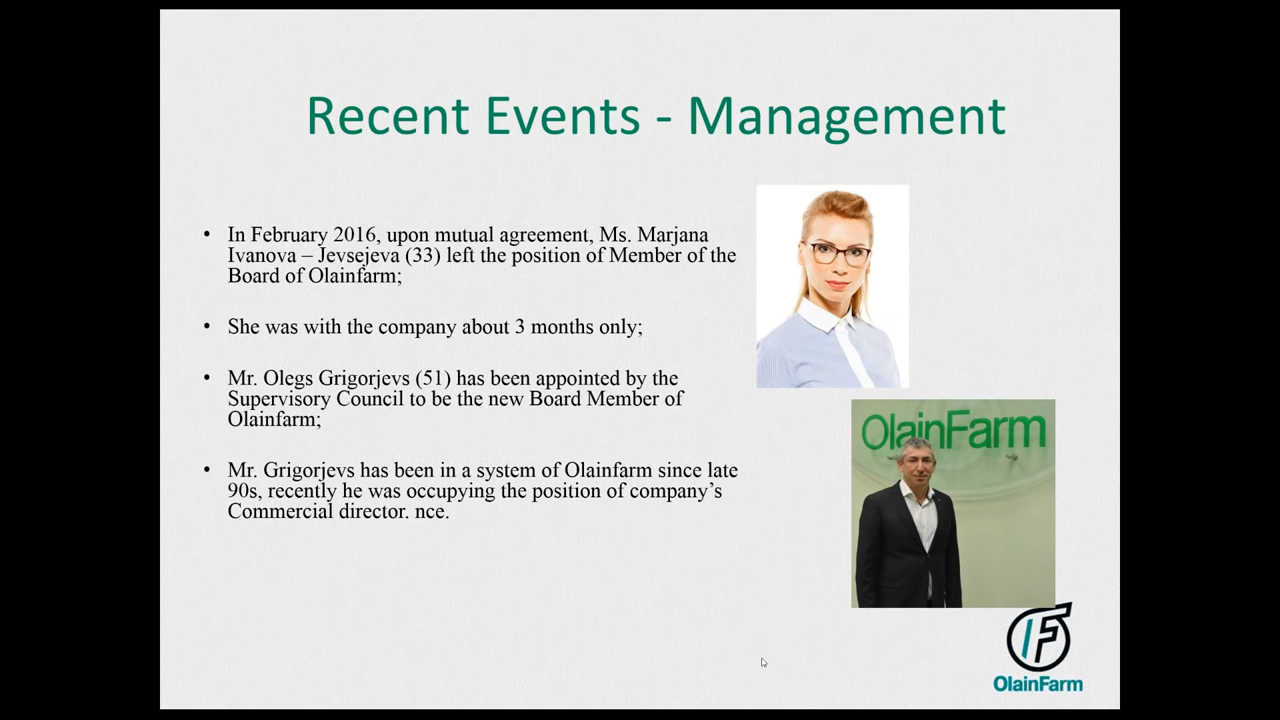 Recent Events - Management
• In February 2016, upon mutual agreement, Ms. Marjana
Ivanova – Jevsejeva (33) left the position of Member of the
Board of Olainfarm;
• She was with the company about 3 months only;
• Mr. Olegs Grigorjevs (51) has been appointed by the
Supervisory Council to be the new Board Member of
Olainfarm;
• Mr. Grigorjevs has been in a system of Olainfarm since late
90s, recently he was occupying the position of company’s
Commercial director. nce.
OlainFarm
OlainFarm